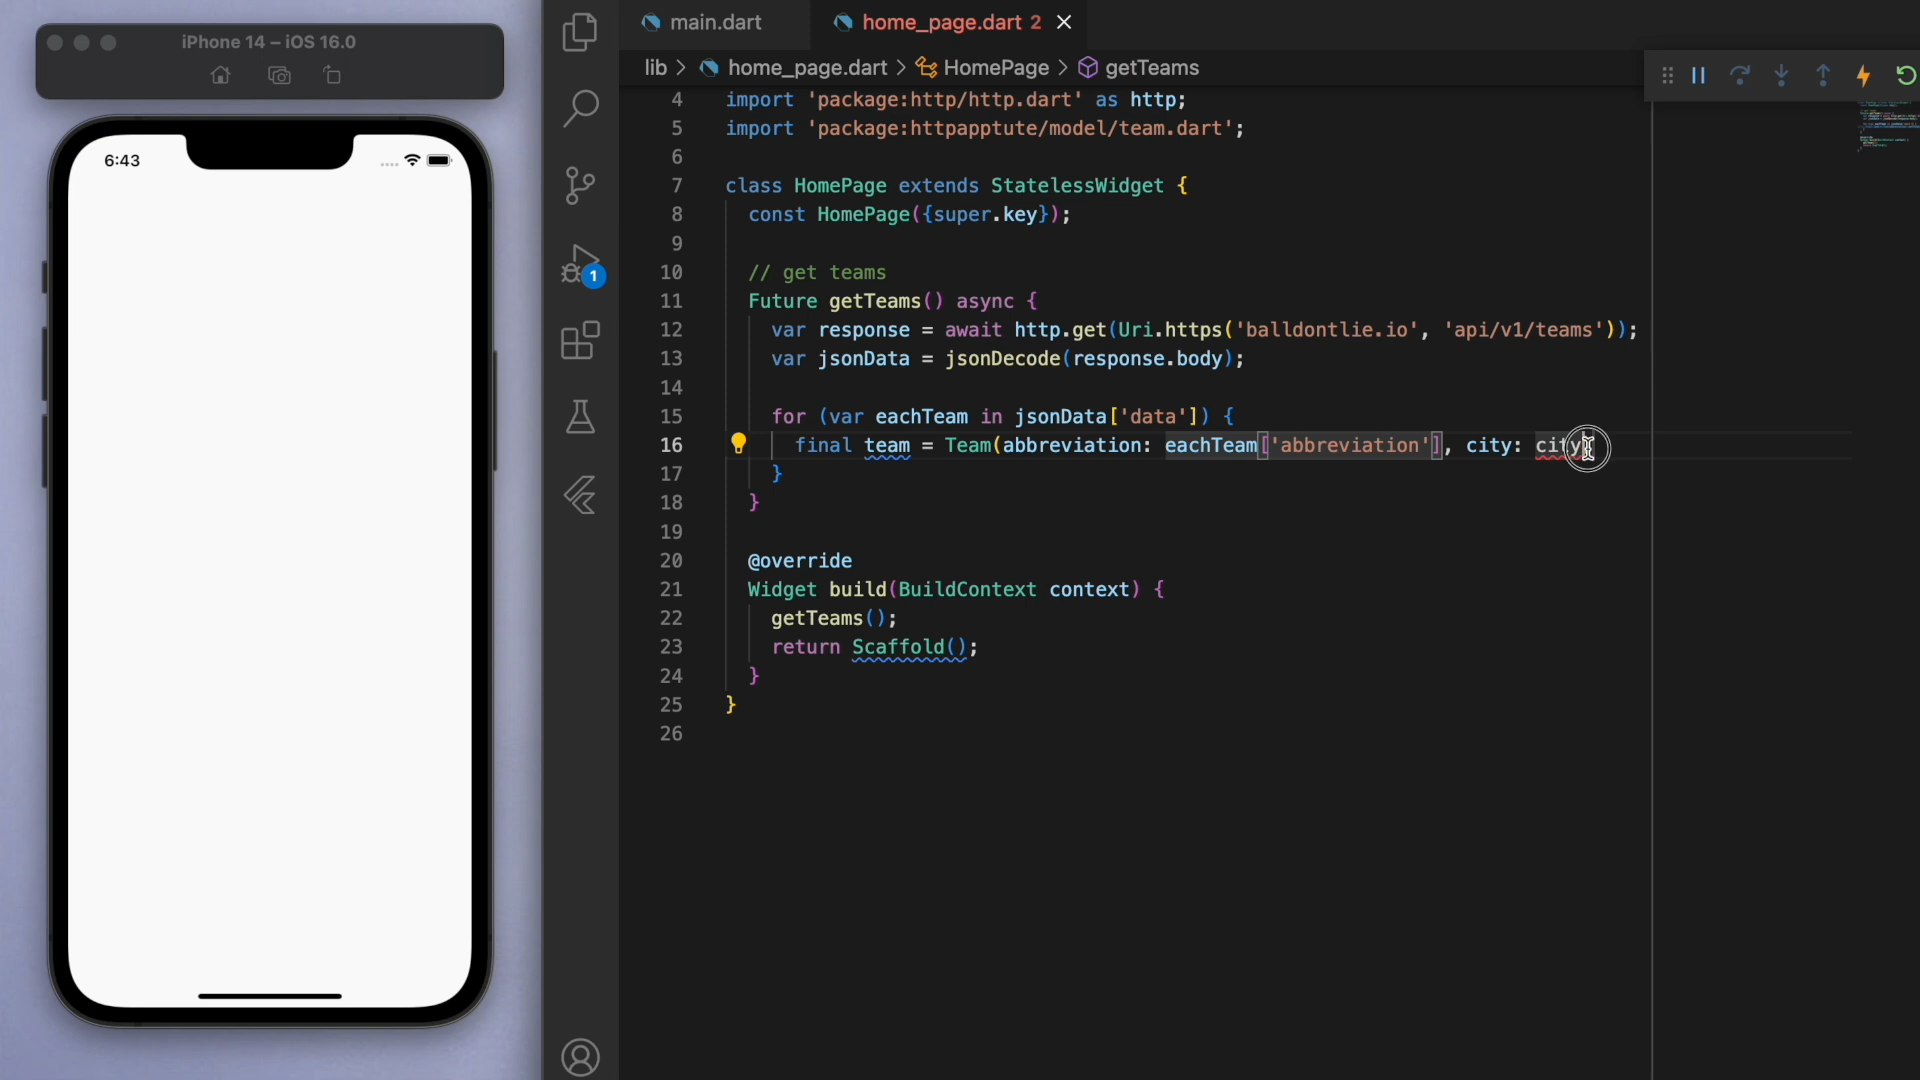 iPhone 14 – iOS 16.0
6:43
main.dart
home_page.dart 2
lib > home_page.dart > HomePage > getTeams
4 import 'package:http/http.dart' as http;
5 import 'package:httpapptute/model/team.dart';
6
7 class HomePage extends StatelessWidget {
8 const HomePage({super.key});
9
10 // get teams
11 Future getTeams() async {
12 var response = await http.get(Uri.https('balldontlie.io', 'api/v1/teams'));
13 var jsonData = jsonDecode(response.body);
14
15 for (var eachTeam in jsonData['data']) {
16 final team = Team(abbreviation: eachTeam['abbreviation'], city: city
17 }
18 }
19
20 @override
21 Widget build(BuildContext context) {
22 getTeams();
23 return Scaffold();
24 }
25 }
26
1